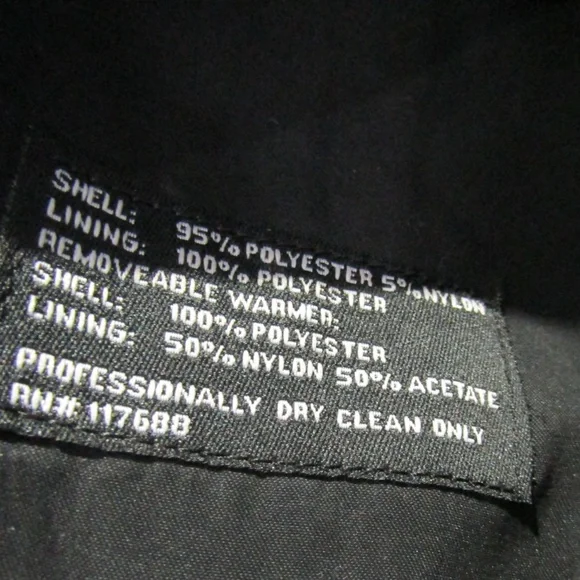 SHELL: 95% POLYESTER 5% NYLON
LINING: 100% POLYESTER
REMOVEABLE WARMER:
SHELL: 100% POLYESTER
LINING: 50% NYLON 50% ACETATE
PROFESSIONALLY DRY CLEAN ONLY
RN#: 117688